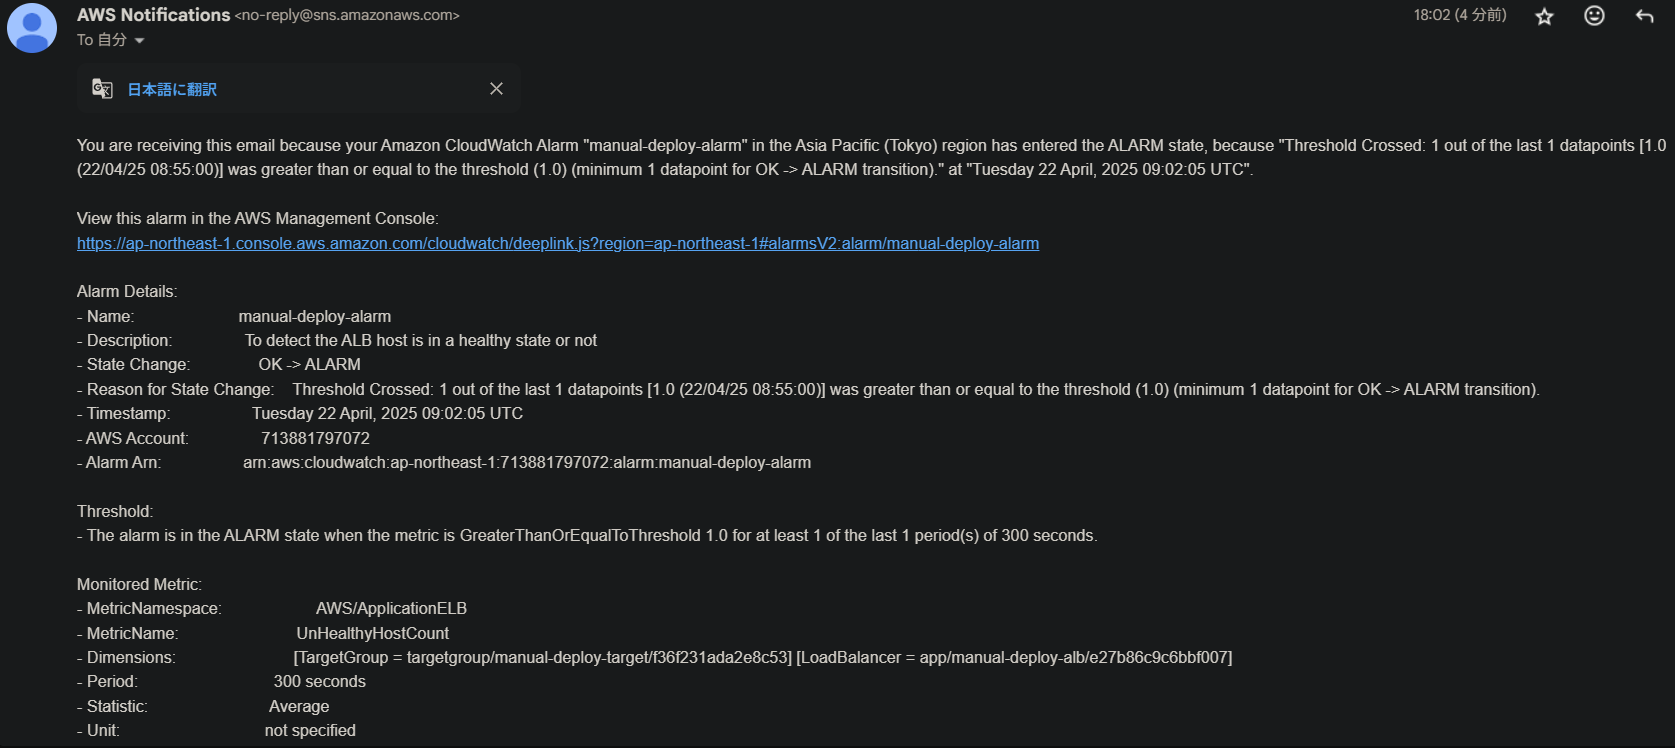 AWS Notifications <no-reply@sns.amazonaws.com>
18:02 (4 分前)
To 自分
日本語に翻訳
You are receiving this email because your Amazon CloudWatch Alarm "manual-deploy-alarm" in the Asia Pacific (Tokyo) region has entered the ALARM state, because "Threshold Crossed: 1 out of the last 1 datapoints [1.0
(22/04/25 08:55:00)] was greater than or equal to the threshold (1.0) (minimum 1 datapoint for OK -> ALARM transition)." at "Tuesday 22 April, 2025 09:02:05 UTC".
View this alarm in the AWS Management Console:
https://ap-northeast-1.console.aws.amazon.com/cloudwatch/deeplink.js?region=ap-northeast-1#alarmsV2:alarm/manual-deploy-alarm
Alarm Details:
- Name: manual-deploy-alarm
- Description: To detect the ALB host is in a healthy state or not
- State Change: OK -> ALARM
- Reason for State Change: Threshold Crossed: 1 out of the last 1 datapoints [1.0 (22/04/25 08:55:00)] was greater than or equal to the threshold (1.0) (minimum 1 datapoint for OK -> ALARM transition).
- Timestamp: Tuesday 22 April, 2025 09:02:05 UTC
- AWS Account: 713881797072
- Alarm Arn: arn:aws:cloudwatch:ap-northeast-1:713881797072:alarm:manual-deploy-alarm
Threshold:
- The alarm is in the ALARM state when the metric is GreaterThanOrEqualToThreshold 1.0 for at least 1 of the last 1 period(s) of 300 seconds.
Monitored Metric:
- MetricNamespace: AWS/ApplicationELB
- MetricName: UnHealthyHostCount
- Dimensions: [TargetGroup = targetgroup/manual-deploy-target/f36f231ada2e8c53] [LoadBalancer = app/manual-deploy-alb/e27b86c9c6bbf007]
- Period: 300 seconds
- Statistic: Average
- Unit: not specified